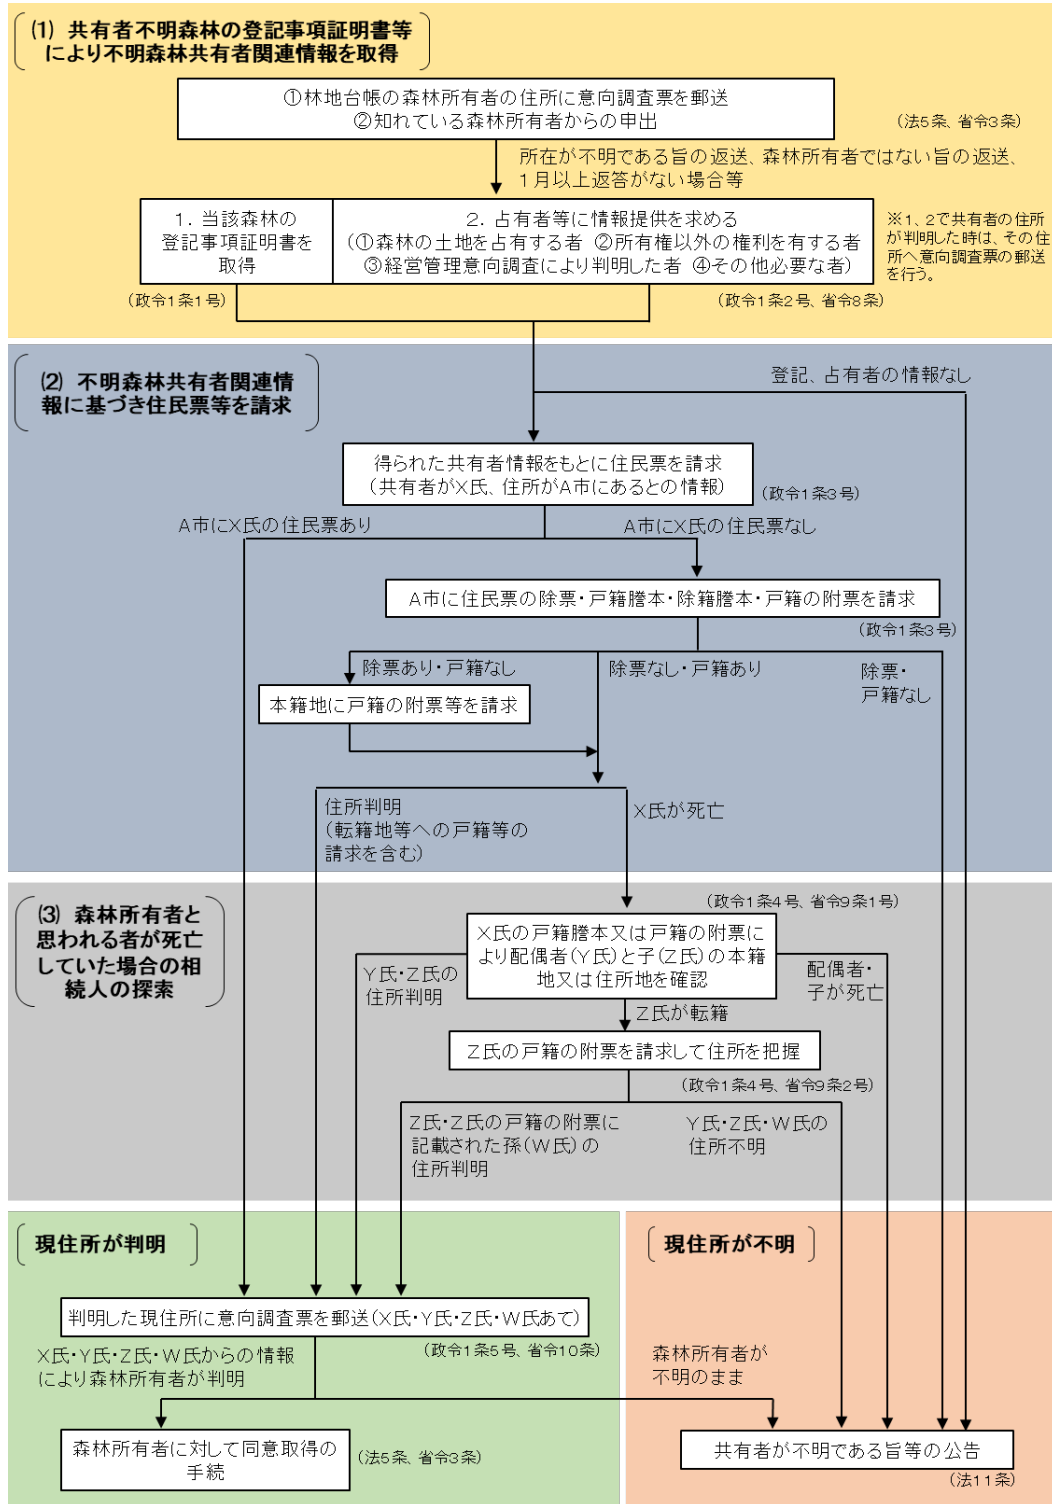 (1) 共有者不明森林の登記事項証明書等
により不明森林共有者関連情報を取得
①林地台帳の森林所有者の住所に意向調査票を郵送
②知れている森林所有者からの申出
(法5条、省令3条)
所在が不明である旨の返送、森林所有者ではない旨の返送、
1月以上返答がない場合等
1. 当該森林の
登記事項証明書を
取得
2. 占有者等に情報提供を求める
(①森林の土地を占有する者 ②所有権以外の権利を有する者
③経営管理意向調査により判明した者 ④その他必要な者)
※1、2で共有者の住所
が判明した時は、その住
所へ意向調査票の郵送
を行う。
(政令1条1号)
(政令1条2号、省令8条)
(2) 不明森林共有者関連情
報に基づき住民票等を請求
登記、占有者の情報なし
得られた共有者情報をもとに住民票を請求
(共有者がX氏、住所がA市にあるとの情報)
(政令1条3号)
A市にX氏の住民票あり
A市にX氏の住民票なし
A市に住民票の除票・戸籍謄本・除籍謄本・戸籍の附票を請求
(政令1条3号)
除票あり・戸籍なし
除票なし・戸籍あり
除票・
戸籍なし
本籍地に戸籍の附票等を請求
住所判明
(転籍地等への戸籍等の
請求を含む)
X氏が死亡
(3) 森林所有者と
思われる者が死亡
していた場合の相
続人の探索
(政令1条4号、省令9条1号)
X氏の戸籍謄本又は戸籍の附票に
より配偶者(Y氏)と子(Z氏)の本籍
地又は住所地を確認
Y氏・Z氏の
住所判明
配偶者・
子が死亡
Z氏が転籍
Z氏の戸籍の附票を請求して住所を把握
(政令1条4号、省令9条2号)
Z氏・Z氏の戸籍の附票に
記載された孫(W氏)の
住所判明
Y氏・Z氏・W氏の
住所不明
現住所が判明
現住所が不明
判明した現住所に意向調査票を郵送(X氏・Y氏・Z氏・W氏あて)
(政令1条5号、省令10条)
X氏・Y氏・Z氏・W氏からの情報
により森林所有者が判明
森林所有者が
不明のまま
森林所有者に対して同意取得の
手続
(法5条、省令3条)
共有者が不明である旨等の公告
(法11条)